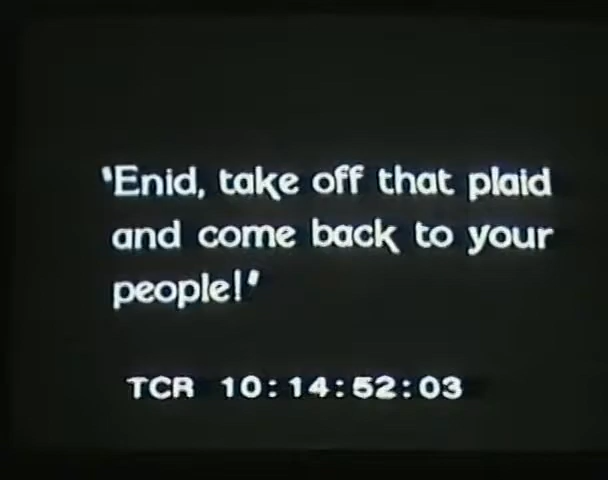 'Enid, take off that plaid
and come back to your
people!'
TCR 10:14:52:03